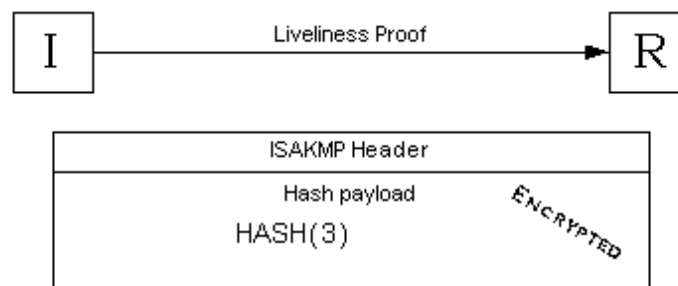 I
Liveliness Proof
R
ISAKMP Header
Hash payload
ENCRYPTED
HASH(3)